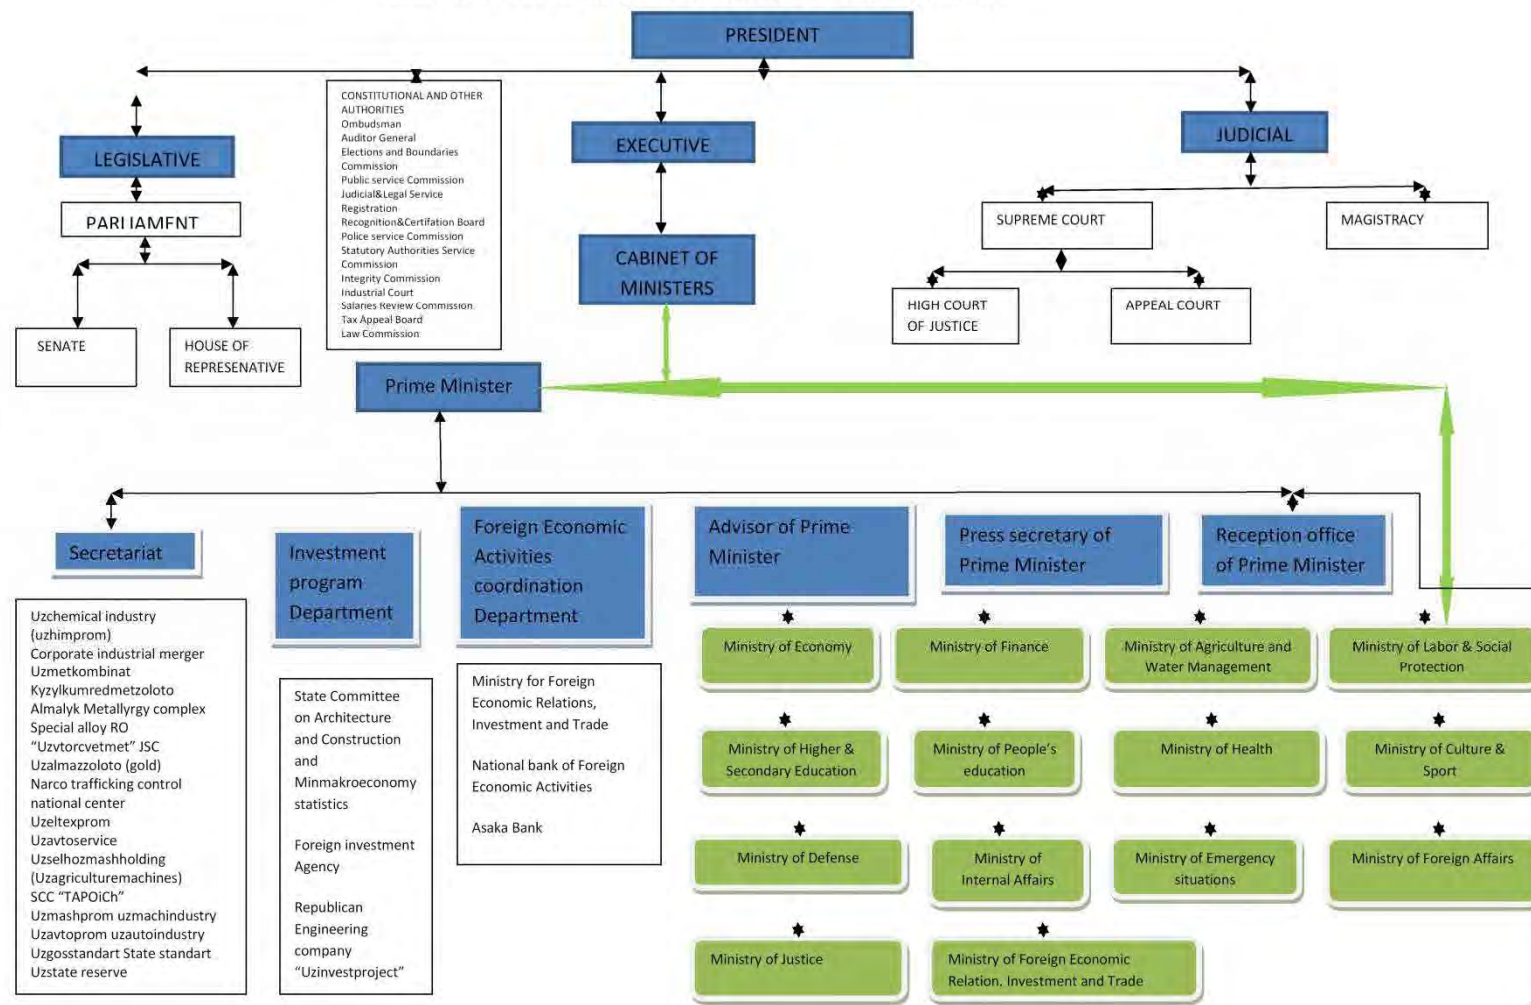 PRESIDENT
CONSTITUTIONAL AND OTHER
AUTHORITIES
Ombudsman
Auditor General
Elections and Boundaries
Commission
Public service Commission
Judicial&Legal Service
Registration
Recognition&Certifation Board
Police service Commission
Statutory Authorities Service
Commission
Integrity Commission
Industrial Court
Salaries Review Commission
Tax Appeal Board
Law Commission
LEGISLATIVE
EXECUTIVE
JUDICIAL
PARLIAMENT
SUPREME COURT
MAGISTRACY
CABINET OF
MINISTERS
HIGH COURT
OF JUSTICE
APPEAL COURT
SENATE
HOUSE OF
REPRESENATIVE
Prime Minister
Secretariat
Investment
program
Department
Foreign Economic
Activities
coordination
Department
Advisor of Prime
Minister
Press secretary of
Prime Minister
Reception office
of Prime Minister
Uzchemical industry
(uzhimprom)
Corporate industrial merger
Uzmetkombinat
Kyzylkumredmetzoloto
Almalyk Metallyrgy complex
Special alloy RO
"Uzvtorcvetmet" JSC
Uzalmazzoloto (gold)
Narco trafficking control
national center
Uzeltexprom
Uzavtoservice
Uzselhozmashholding
(Uzagriculturemachines)
SCC "TAPOiCh"
Uzmashprom uzmachindustry
Uzavtoprom uzautoindustry
Uzgosstandart State standart
Uzstate reserve
State Committee
on Architecture
and Construction
and
Minmakroeconomy
statistics
Foreign investment
Agency
Republican
Engineering
company
"Uzinvestproject"
Ministry for Foreign
Economic Relations,
Investment and Trade
National bank of Foreign
Economic Activities
Asaka Bank
Ministry of Economy
Ministry of Finance
Ministry of Agriculture and
Water Management
Ministry of Labor & Social
Protection
Ministry of Higher &
Secondary Education
Ministry of People's
education
Ministry of Health
Ministry of Culture &
Sport
Ministry of Defense
Ministry of
Internal Affairs
Ministry of Emergency
situations
Ministry of Foreign Affairs
Ministry of Justice
Ministry of Foreign Economic
Relation, Investment and Trade